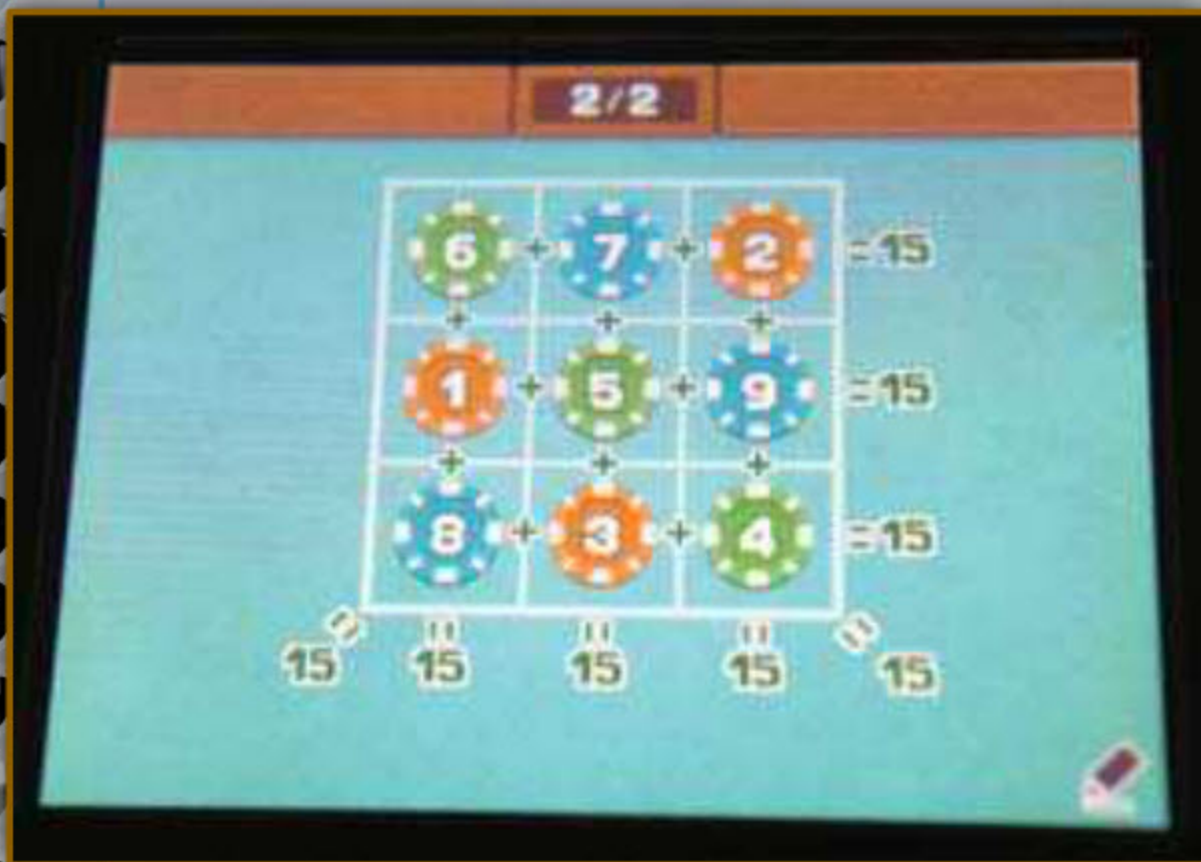 2/2
6 + 7 + 2 = 15
+ + +
1 + 5 + 9 = 15
+ + +
8 + 3 + 4 = 15
= = = = =
15 15 15 15 15